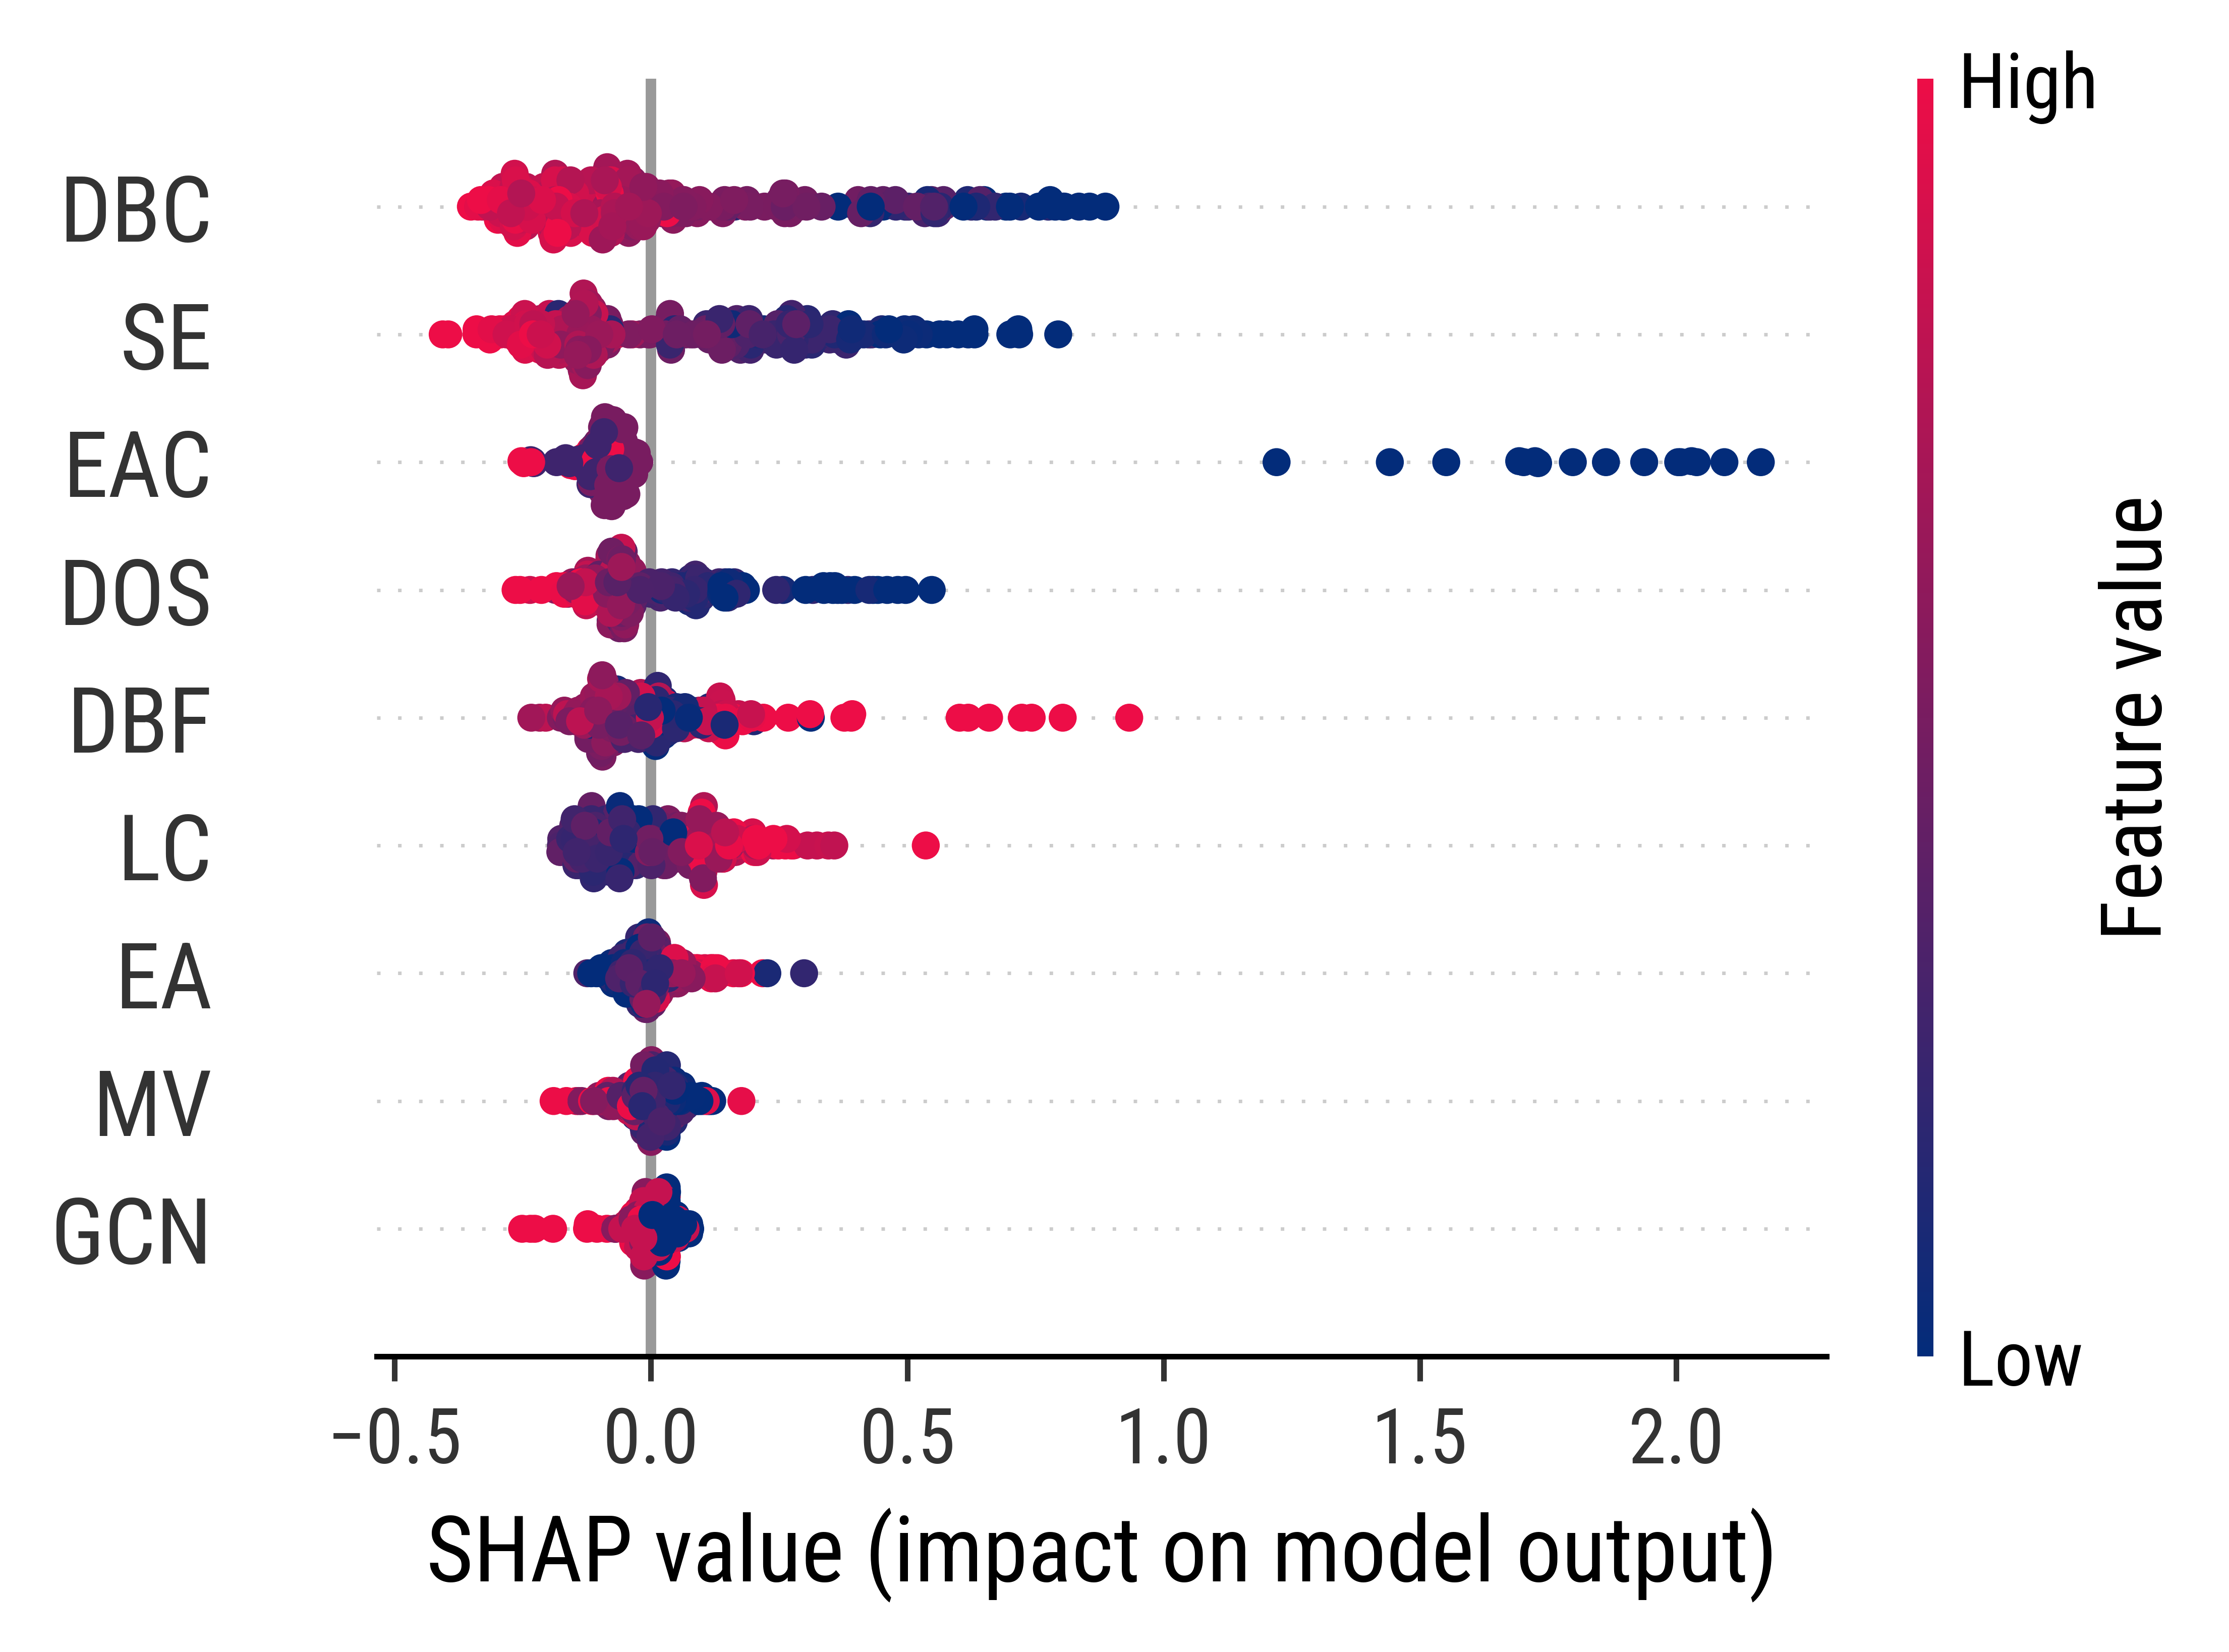 High
DBC
SE
EAC
DOS
DBF
LC
EA
MV
GCN
Feature value
Low
−0.5 0.0 0.5 1.0 1.5 2.0
SHAP value (impact on model output)